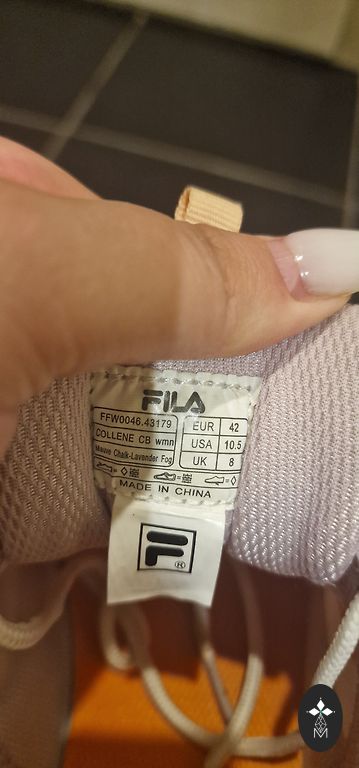 FILA
FFW0046.43179
COLLENE CB wmn
Mauve Chalk-Lavender Fog
EUR 42
USA 10.5
UK 8
MADE IN CHINA
F®
M